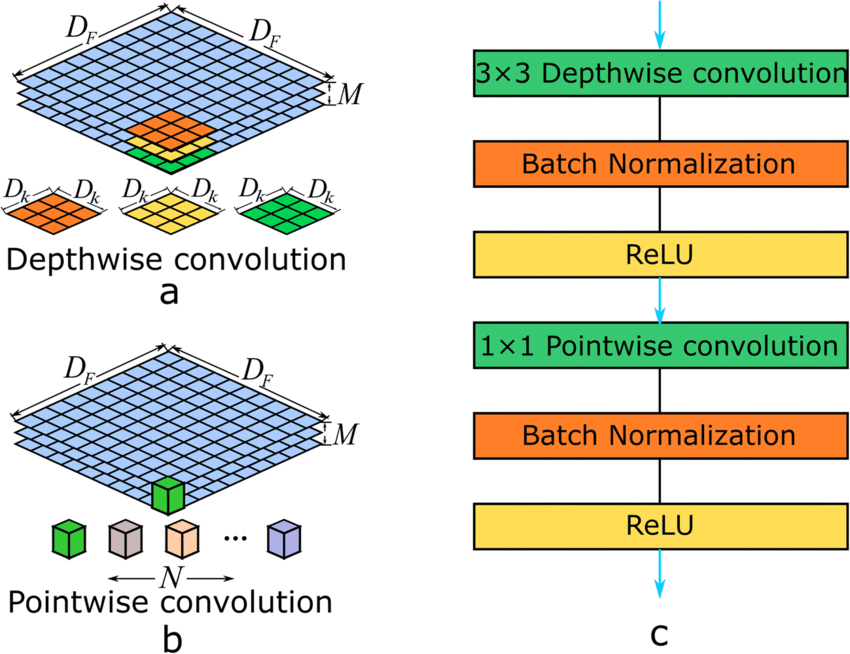 D_F D_F
M
D_k D_k D_k D_k D_k D_k
Depthwise convolution
a
D_F D_F
M
...
N
Pointwise convolution
b
3×3 Depthwise convolution
Batch Normalization
ReLU
1×1 Pointwise convolution
Batch Normalization
ReLU
c